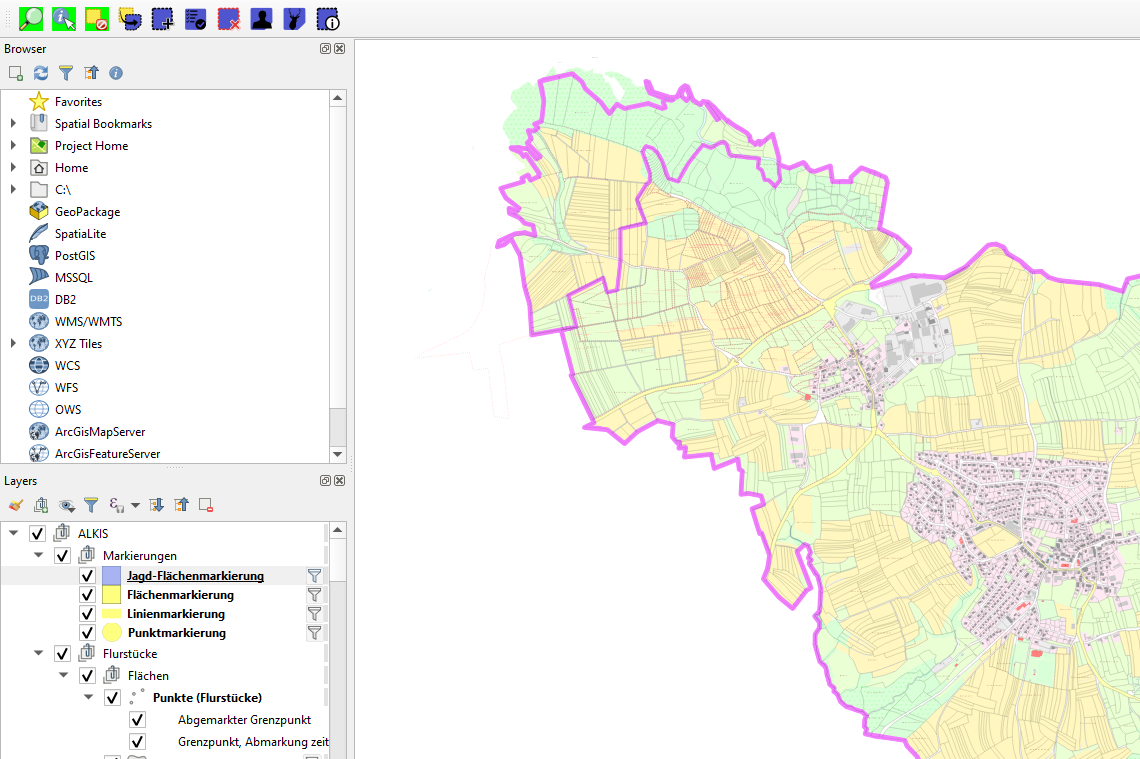 Browser
Favorites
Spatial Bookmarks
Project Home
Home
C:\
GeoPackage
SpatiaLite
PostGIS
MSSQL
DB2
DB2
WMS/WMTS
XYZ Tiles
WCS
WFS
OWS
ArcGisMapServer
ArcGisFeatureServer
Layers
ALKIS
Markierungen
Jagd-Flächenmarkierung
Flächenmarkierung
Linienmarkierung
Punktmarkierung
Flurstücke
Flächen
Punkte (Flurstücke)
Abgemarkter Grenzpunkt
Grenzpunkt, Abmarkung zeit